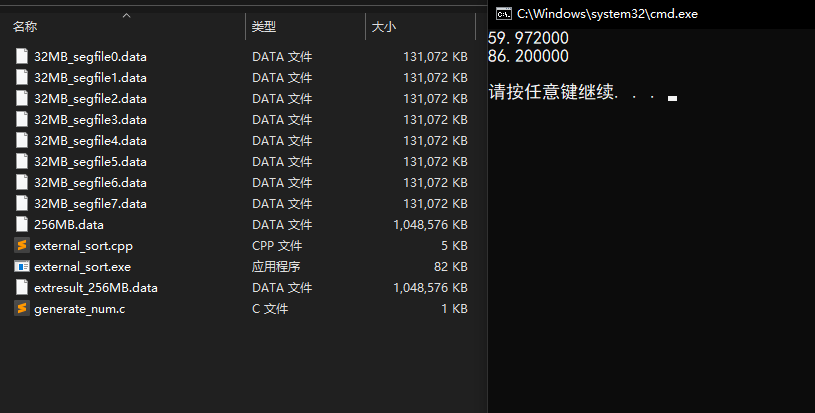 名称 类型 大小
32MB_segfile0.data DATA 文件 131,072 KB
32MB_segfile1.data DATA 文件 131,072 KB
32MB_segfile2.data DATA 文件 131,072 KB
32MB_segfile3.data DATA 文件 131,072 KB
32MB_segfile4.data DATA 文件 131,072 KB
32MB_segfile5.data DATA 文件 131,072 KB
32MB_segfile6.data DATA 文件 131,072 KB
32MB_segfile7.data DATA 文件 131,072 KB
256MB.data DATA 文件 1,048,576 KB
external_sort.cpp CPP 文件 5 KB
external_sort.exe 应用程序 82 KB
extresult_256MB.data DATA 文件 1,048,576 KB
generate_num.c C 文件 1 KB
C:\Windows\system32\cmd.exe
59.972000
86.200000
请按任意键继续. . .